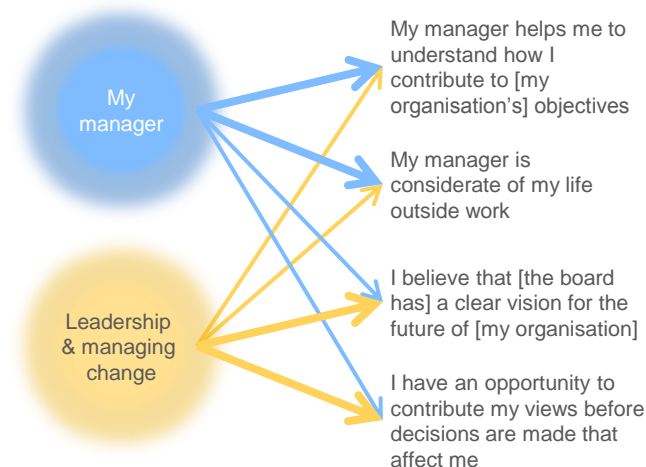 My
manager
Leadership
& managing
change
My manager helps me to
understand how I
contribute to [my
organisation's] objectives
My manager is
considerate of my life
outside work
I believe that [the board
has] a clear vision for the
future of [my organisation]
I have an opportunity to
contribute my views before
decisions are made that
affect me